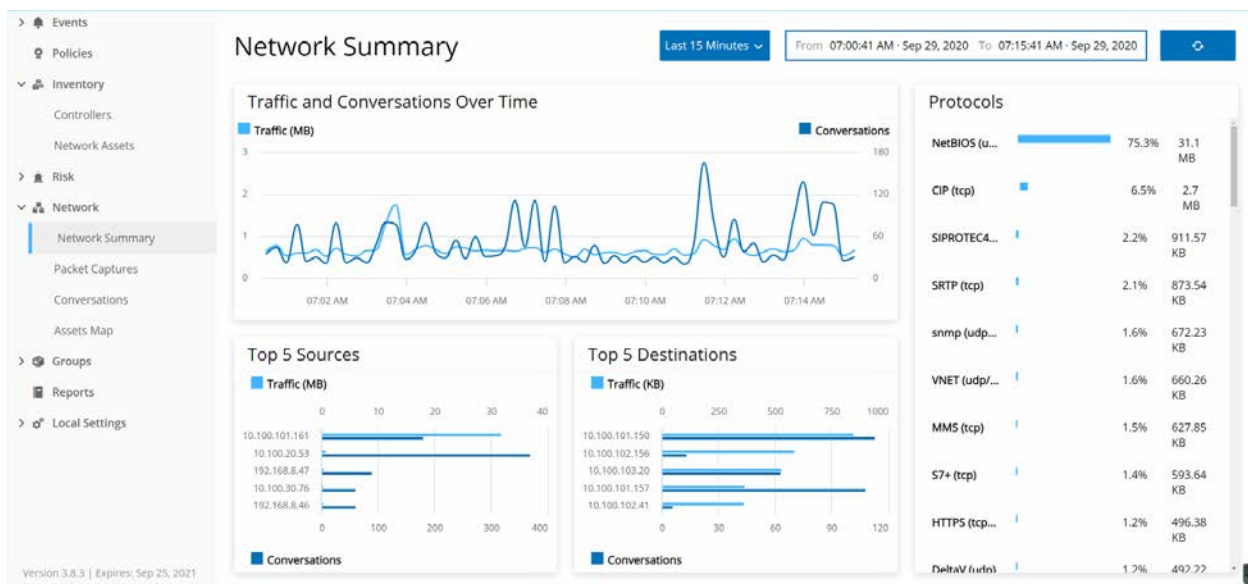 Events
Policies
Inventory
Controllers
Network Assets
Risk
Network
Network Summary
Packet Captures
Conversations
Assets Map
Groups
Reports
Local Settings
Version 3.8.3 | Expires: Sep 25, 2021
Network Summary
Last 15 Minutes
From 07:00:41 AM · Sep 29, 2020 To 07:15:41 AM · Sep 29, 2020
Traffic and Conversations Over Time
Traffic (MB)
Conversations
3 180
2 120
1 60
0 0
07:02 AM 07:04 AM 07:06 AM 07:08 AM 07:10 AM 07:12 AM 07:14 AM
Top 5 Sources
Traffic (MB)
0 10 20 30 40
10.100.101.161
10.100.20.53
192.168.8.47
10.100.30.76
192.168.8.46
0 100 200 300 400
Conversations
Top 5 Destinations
Traffic (KB)
0 250 500 750 1000
10.100.101.150
10.100.102.156
10.100.103.20
10.100.101.157
10.100.102.41
0 30 60 90 120
Conversations
Protocols
NetBIOS (u... 75.3% 31.1 MB
CIP (tcp) 6.5% 2.7 MB
SIPROTEC4... 2.2% 911.57 KB
SRTP (tcp) 2.1% 873.54 KB
snmp (udp... 1.6% 672.23 KB
VNET (udp/... 1.6% 660.26 KB
MMS (tcp) 1.5% 627.85 KB
S7+ (tcp) 1.4% 593.64 KB
HTTPS (tcp... 1.2% 496.38 KB
DeltaV (udp) 1.2% 492.22